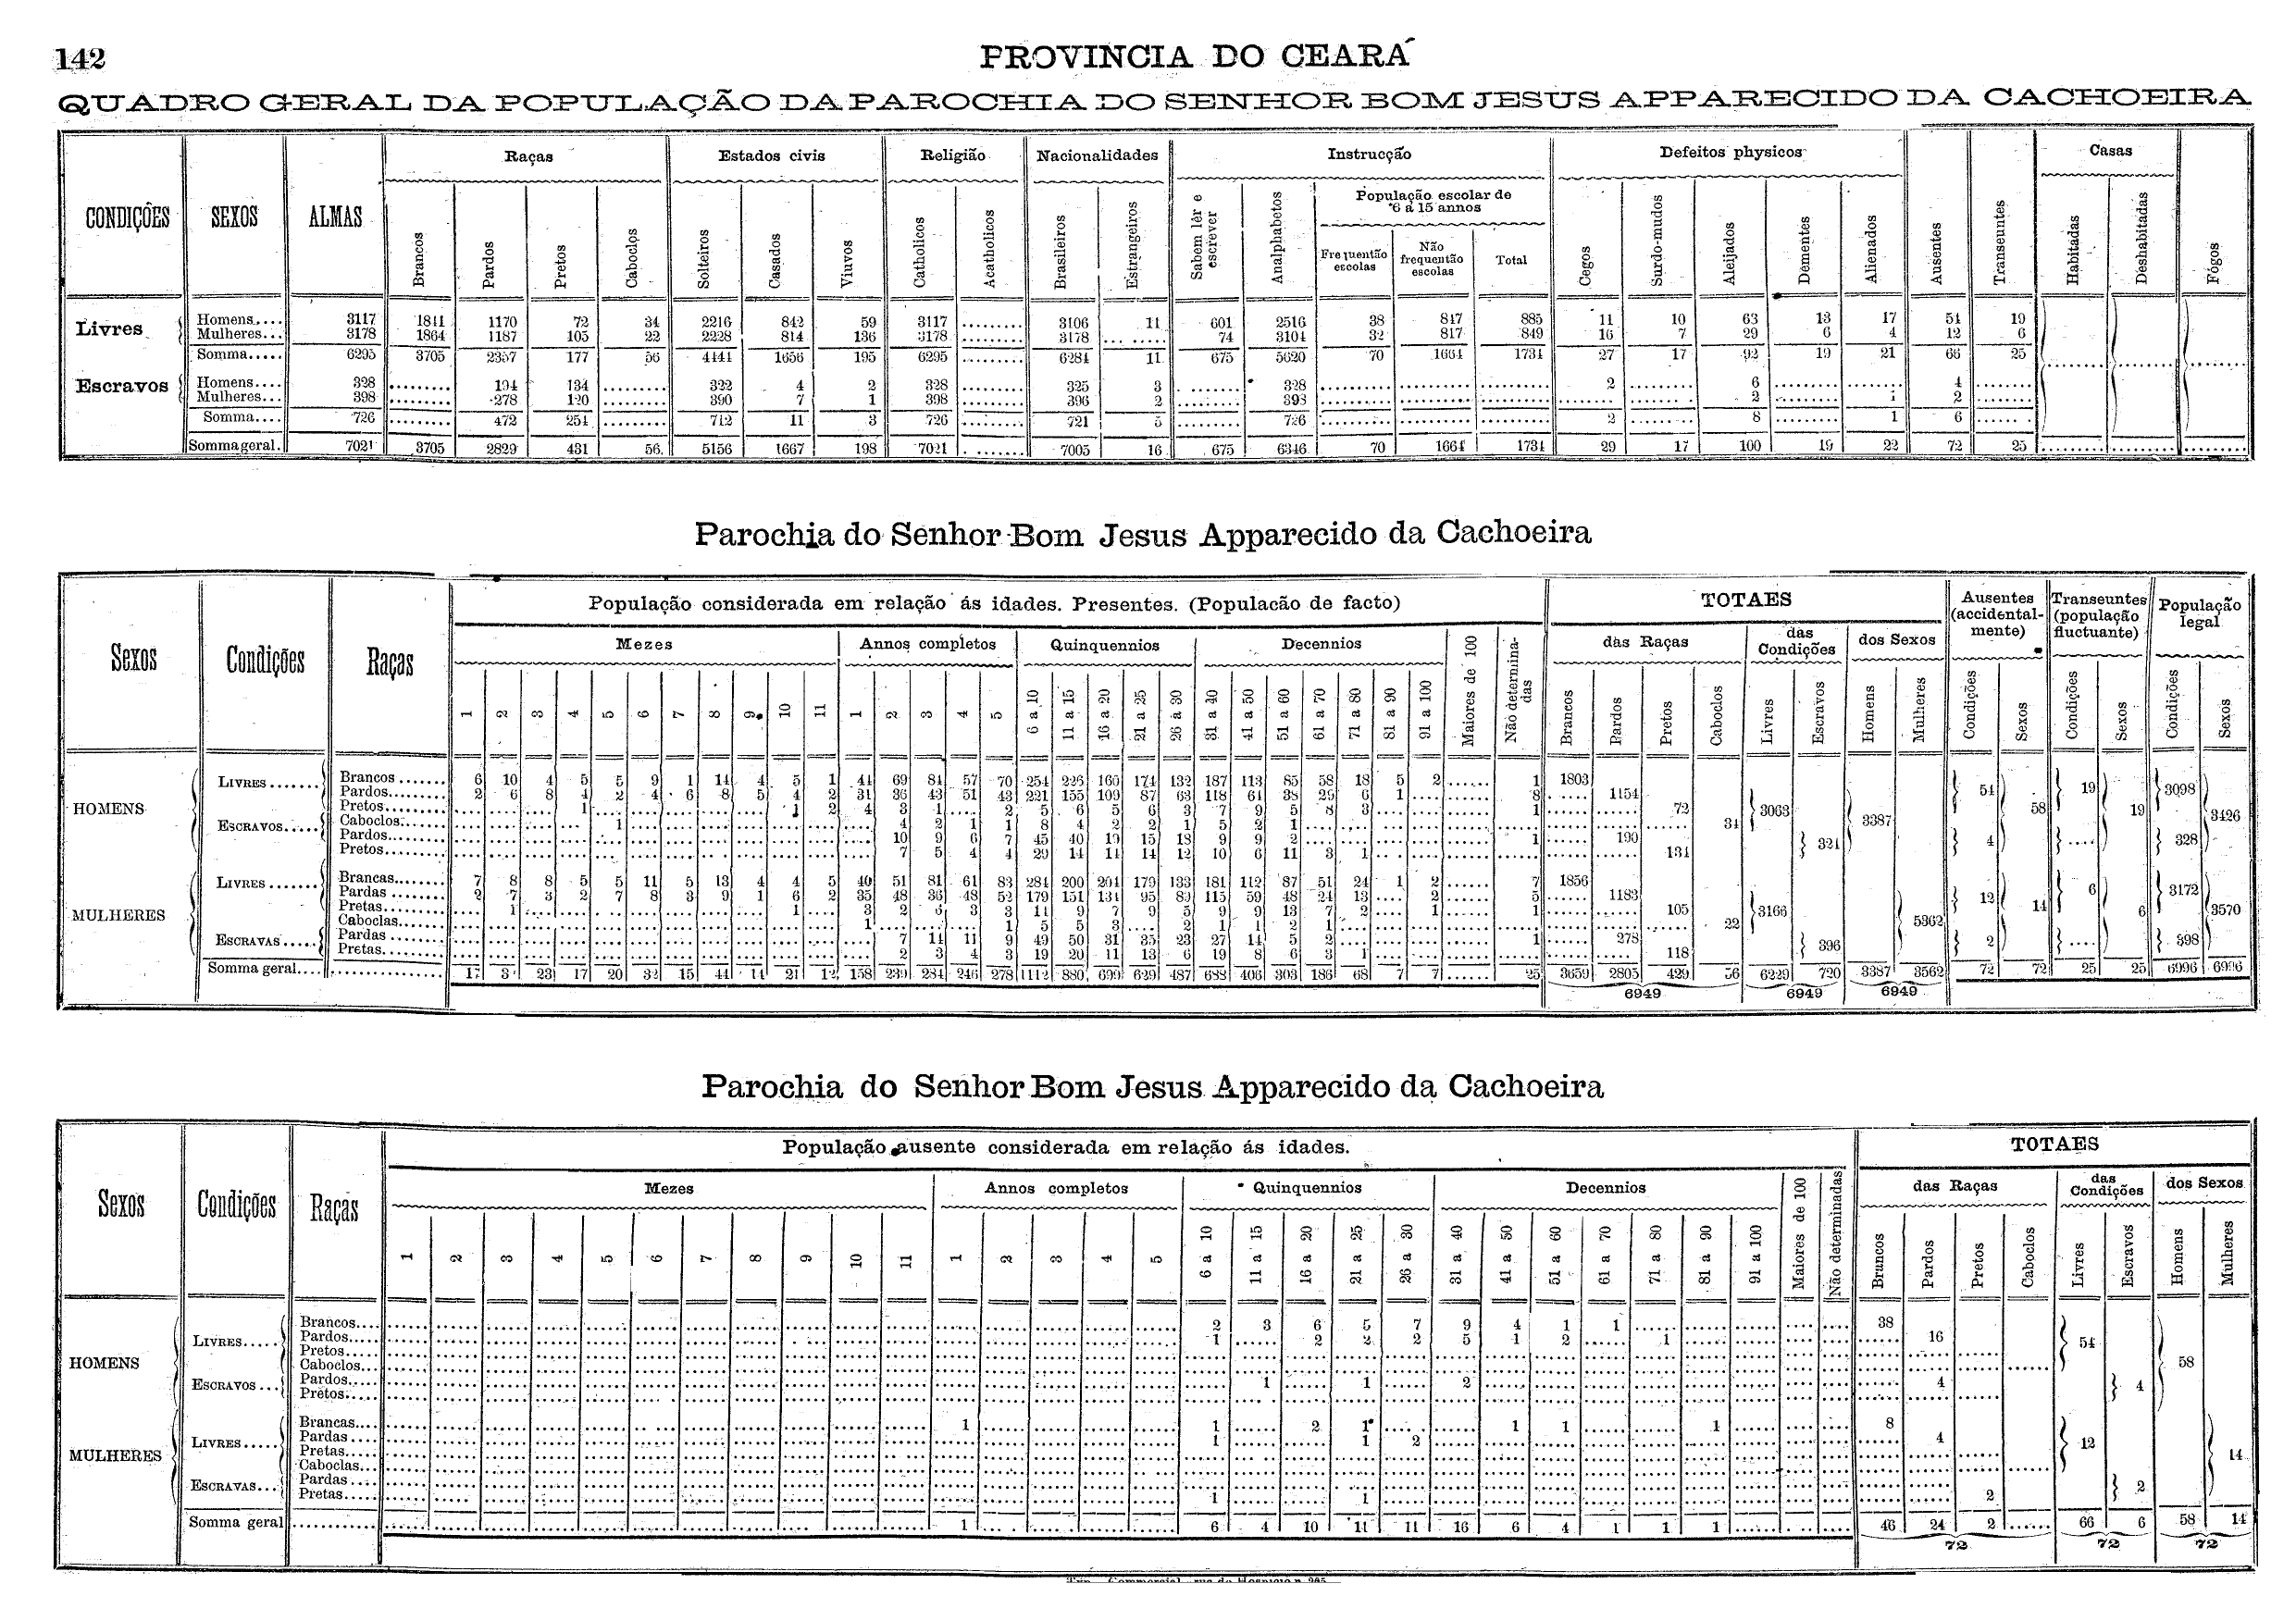 142
PROVINCIA DO CEARÁ
QUADRO GERAL DA POPULAÇÃO DA PAROCHIA DO SENHOR BOM JESUS APPARECIDO DA CACHOEIRA
CONDIÇÕES SEXOS ALMAS Raças Estados civis Religião Nacionalidades Instrucção Defeitos physicos Ausentes Transeuntes Casas Fógos
População escolar de 6 a 15 annos
Brancos Pardos Pretos Caboclos Solteiros Casados Viuvos Catholicos Acatholicos Brasileiros Estrangeiros Sabem lêr e escrever Analphabetos Frequentão escolas Não frequentão escolas Total Cegos Surdo-mudos Aleijados Dementes Alienados Habitadas Deshabitadas
Livres Homens.... 3117 1841 1170 72 34 2216 842 59 3117 ......... 3106 11 601 2516 38 847 885 11 10 63 13 17 54 19
Mulheres... 3178 1864 1187 105 22 2228 814 136 3178 ......... 3178 ......... 74 3104 32 817 849 16 7 29 6 4 12 6
Somma..... 6295 3705 2357 177 56 4444 1656 195 6295 ......... 6284 11 675 5620 70 1664 1734 27 17 92 19 21 66 25
Escravos Homens.... 328 ......... 194 134 ......... 322 4 2 328 ......... 325 3 ......... 328 ......... ......... ......... 2 ......... 6 ......... ......... 4 .........
Mulheres... 398 ......... 278 120 ......... 390 7 1 398 ......... 396 2 ......... 398 ......... ......... ......... ......... ......... 2 ......... 1 2 .........
Somma.... 726 ......... 472 254 ......... 712 11 3 726 ......... 721 5 ......... 726 ......... ......... ......... 2 ......... 8 ......... 1 6 .........
Somma geral. 7021 3705 2829 431 56 5156 1667 198 7021 ......... 7005 16 675 6346 70 1664 1734 29 17 100 19 22 72 25 ......... ......... .........
Parochia do Senhor Bom Jesus Apparecido da Cachoeira
Sexos Condições Raças População considerada em relação ás idades. Presentes. (Populacão de facto) TOTAES Ausentes (accidentalmente) Transeuntes (população fluctuante) População legal
Mezes Annos completos Quinquennios Decennios Maiores de 100 Não determinadas das Raças das Condições dos Sexos
1 2 3 4 5 6 7 8 9 10 11 1 2 3 4 5 6 a 10 11 a 15 16 a 20 21 a 25 26 a 30 31 a 40 41 a 50 51 a 60 61 a 70 71 a 80 81 a 90 91 a 100 Brancos Pardos Pretos Caboclos Livres Escravos Homens Mulheres Condições Sexos Condições Sexos Condições Sexos
HOMENS LIVRES Brancos 6 10 4 5 5 9 1 14 4 5 1 44 69 84 57 70 254 226 160 174 132 187 113 85 58 18 5 2 ...... 1 1803
Pardos 2 6 8 4 2 4 6 8 5 4 2 31 36 43 51 43 221 155 109 87 63 118 61 38 29 6 1 .... ...... 8 ...... 1154
Pretos .... .... .... 1 .... .... .... .... .... 1 2 4 3 1 .... 2 5 6 5 6 3 7 9 5 8 3 .... .... ...... 1 72
Caboclos .... 1 .... 4 2 1 1 8 4 2 2 1 5 2 1 .... 34
3063 3387 54 58 19 19 3098 3426
ESCRAVOS Pardos .... 10 9 6 7 45 40 19 15 18 9 9 2 .... 1 190
Pretos .... 7 5 4 4 29 14 14 14 12 10 6 11 3 1 .... 134
324 4 .... 328
MULHERES LIVRES Brancas 7 8 8 5 5 11 5 13 4 4 5 40 51 81 61 83 284 200 204 179 133 181 112 87 51 24 1 2 ...... 7 1856
Pardas 2 7 3 2 7 8 3 9 1 6 2 35 48 36 48 52 179 151 134 95 89 115 59 48 24 13 .... 2 ...... 5 1183
Pretas .... 1 .... 1 .... 3 2 6 3 3 14 9 7 9 5 9 9 13 7 2 .... 1 ...... 1 105
Caboclas .... 1 .... 1 5 5 3 .... 2 1 1 2 1 .... 22
3166 5362 12 14 6 6 3172 3570
ESCRAVAS Pardas .... 7 14 11 9 49 50 31 35 23 27 14 5 2 .... 1 278
Pretas .... 2 3 4 3 19 20 11 13 6 19 8 6 3 1 .... 118
396 2 .... 398
Somma geral 17 23 17 20 32 15 44 14 21 12 158 239 284 246 278 1112 880 699 629 487 688 406 303 186 68 7 7 ...... 25 3659 2805 429 56 6229 720 3387 3562 72 72 25 25 6996 6996
6949 6949 6949
Parochia do Senhor Bom Jesus Apparecido da Cachoeira
Sexos Condições Raças População ausente considerada em relação ás idades. TOTAES
Mezes Annos completos Quinquennios Decennios Maiores de 100 Não determinadas das Raças das Condições dos Sexos
1 2 3 4 5 6 7 8 9 10 11 1 2 3 4 5 6 a 10 11 a 15 16 a 20 21 a 25 26 a 30 31 a 40 41 a 50 51 a 60 61 a 70 71 a 80 81 a 90 91 a 100 Brancos Pardos Pretos Caboclos Livres Escravos Homens Mulheres
HOMENS LIVRES Brancos.... 2 3 6 5 7 9 4 1 1 ...... 38
Pardos.... 1 ...... 2 2 2 5 1 2 ...... 1 ...... 16
Pretos....
Caboclos...
54 58
ESCRAVOS Pardos..... 1 ...... 1 ...... 2 ...... 4
Pretos.....
4
MULHERES LIVRES Brancas.... 1 ...... 1 ...... 2 1 ...... 1 1 ...... 1 ...... 8
Pardas.... 1 ...... 1 2 ...... 4
Pretas....
Caboclas...
12 14
ESCRAVAS Pardas....
Pretas.... 1 ...... 1 ...... 2
2
Somma geral 1 ...... 6 4 10 11 11 16 6 4 1 1 1 ...... 46 24 2 ...... 66 6 58 14
72 72 72